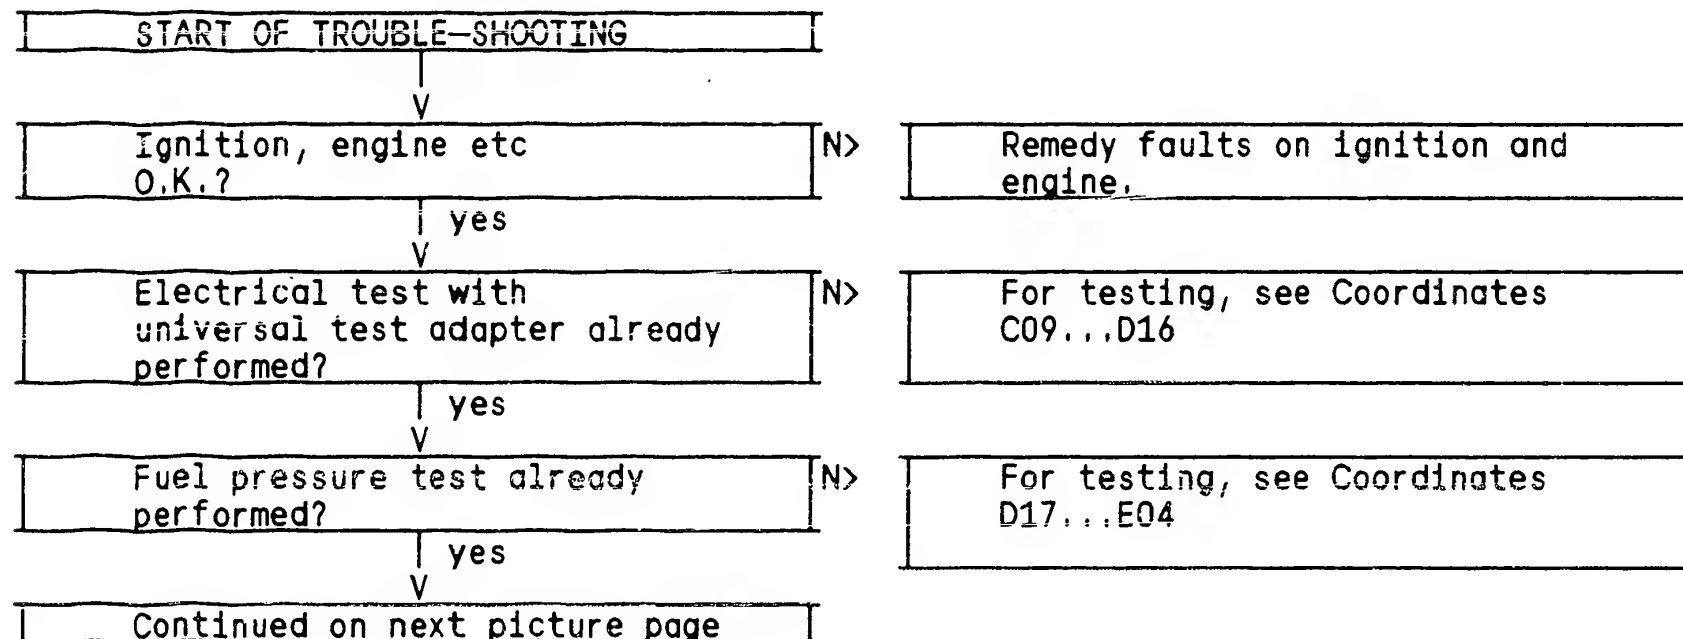 START OF TROUBLE-SHOOTING
V
Ignition, engine etc
O.K.?
N>
Remedy faults on ignition and
engine.
yes
V
Electrical test with
universal test adapter already
performed?
N>
For testing, see Coordinates
C09...D16
yes
V
Fuel pressure test already
performed?
N>
For testing, see Coordinates
D17...E04
yes
V
Continued on next picture page